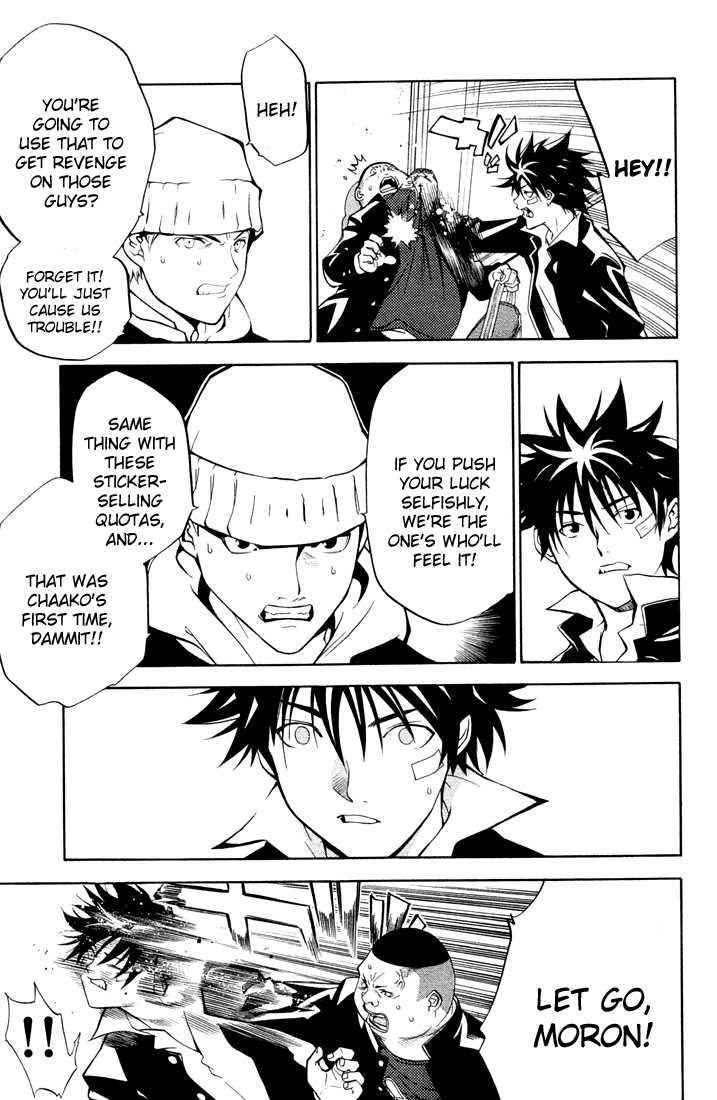 HEY!!
HEH!
YOU'RE
GOING TO
USE THAT TO
GET REVENGE
ON THOSE
GUYS?
FORGET IT!
YOU'LL JUST
CAUSE US
TROUBLE!!
IF YOU PUSH
YOUR LUCK
SELFISHLY,
WE'RE THE
ONE'S WHO'LL
FEEL IT!
SAME
THING WITH
THESE
STICKER-
SELLING
QUOTAS,
AND...
THAT WAS
CHAAKO'S
FIRST TIME,
DAMMIT!!
LET GO,
MORON!
!!